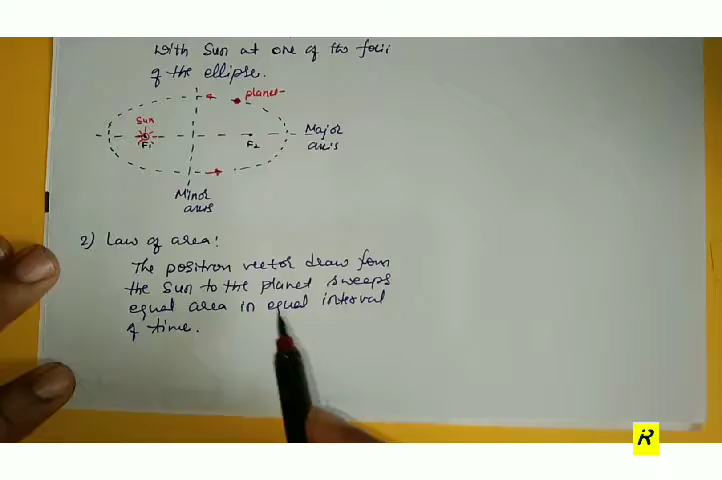 With Sun at one of the foci
of the ellipse.
planet
Sun
F1
F2
Major
axis
Minor
axis
2) Law of area:
The position vector draw from
the Sun to the planet sweeps
equal area in equal interval
of time.
R